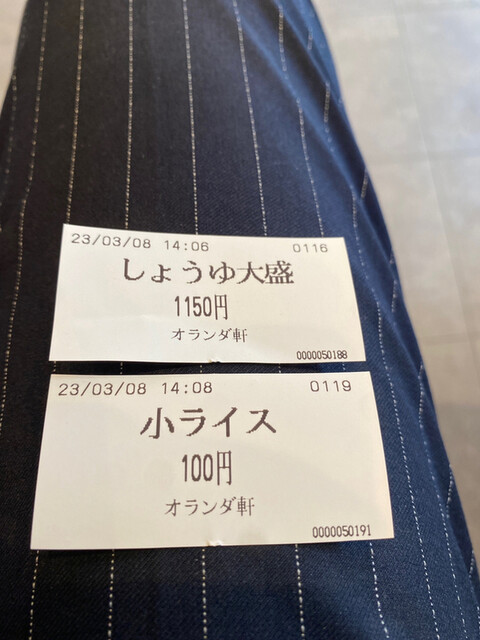 23/03/08 14:06 0116
しょうゆ大盛
1150円
オランダ軒
0000050188
23/03/08 14:08 0119
小ライス
100円
オランダ軒
0000050191